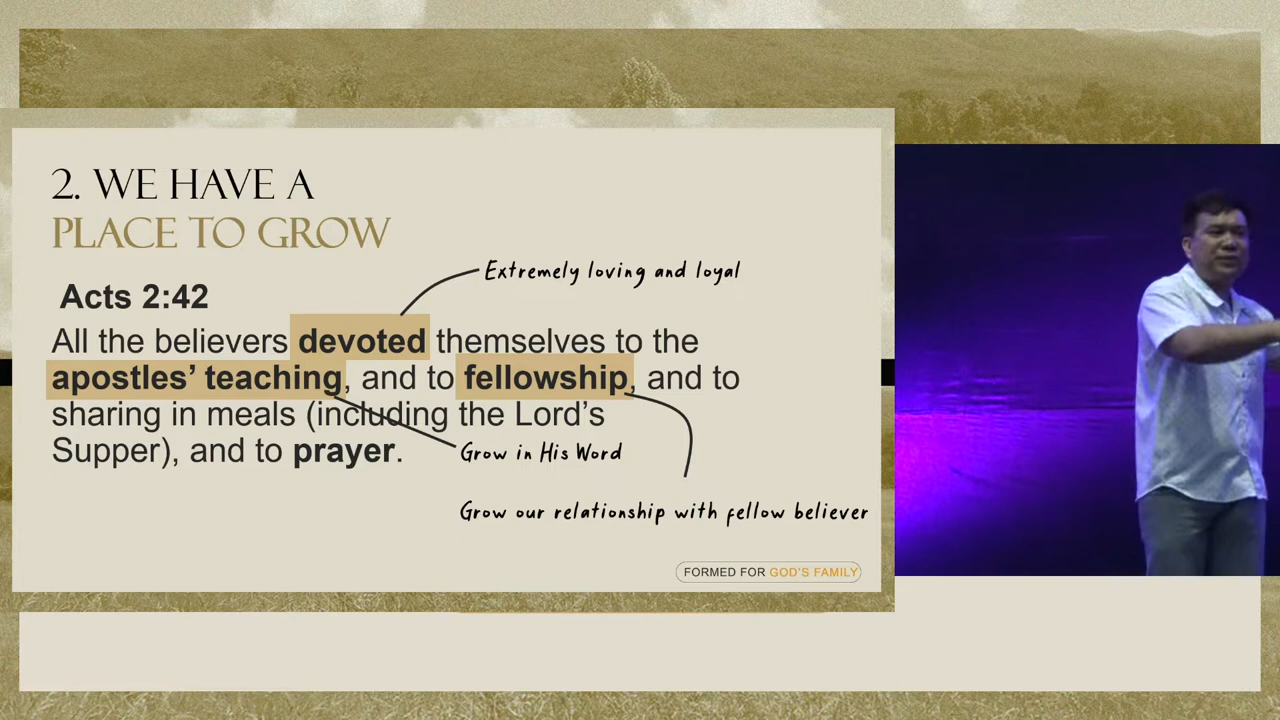 2. WE HAVE A
PLACE TO GROW
Extremely loving and loyal
Acts 2:42
All the believers devoted themselves to the
apostles’ teaching, and to fellowship, and to
sharing in meals (including the Lord’s
Supper), and to prayer.
Grow in His Word
Grow our relationship with fellow believer
FORMED FOR GOD'S FAMILY